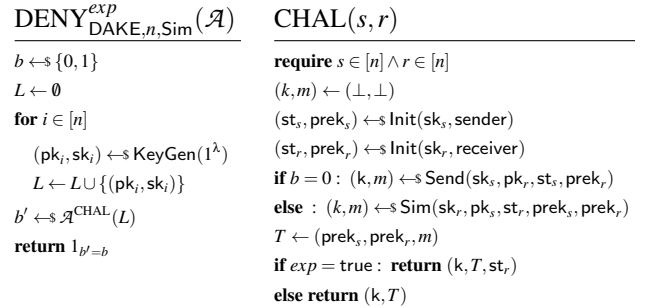 DENY^{exp}_{DAKE,n,Sim}(𝒜)
b ←$ {0,1}
L ← ∅
for i ∈ [n]
(pk_i, sk_i) ←$ KeyGen(1^λ)
L ← L ∪ {(pk_i, sk_i)}
b′ ←$ 𝒜^{CHAL}(L)
return 1_{b′=b}
CHAL(s, r)
require s ∈ [n] ∧ r ∈ [n]
(k, m) ← (⊥, ⊥)
(st_s, prek_s) ←$ Init(sk_s, sender)
(st_r, prek_r) ←$ Init(sk_r, receiver)
if b = 0 : (k, m) ←$ Send(sk_s, pk_r, st_s, prek_r)
else : (k, m) ←$ Sim(sk_r, pk_s, st_r, prek_s, prek_r)
T ← (prek_s, prek_r, m)
if exp = true : return (k, T, st_r)
else return (k, T)